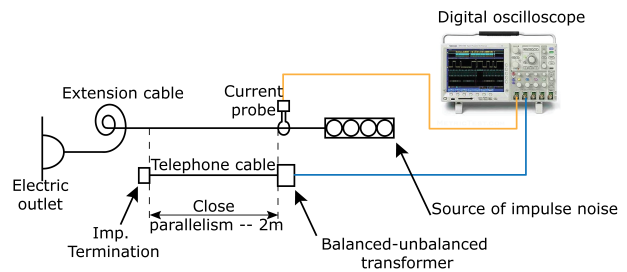 Digital oscilloscope
Extension cable
Current
probe
Telephone cable
Electric
outlet
Close
parallelism -- 2m
Source of impulse noise
Imp.
Termination
Balanced-unbalanced
transformer